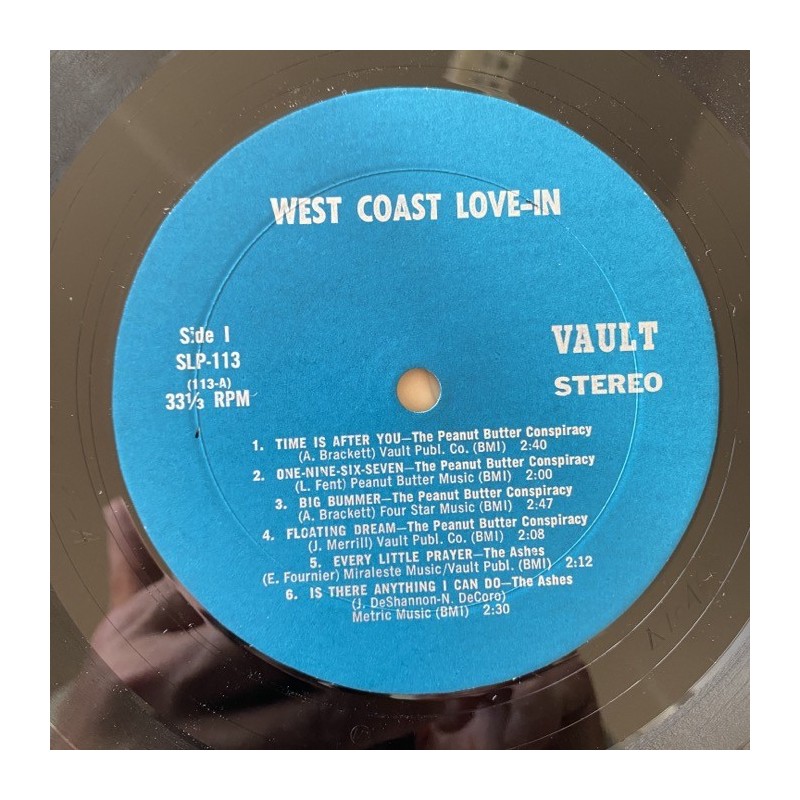 WEST COAST LOVE-IN
Side 1
SLP-113
(113-A)
33⅓ RPM
VAULT
STEREO
1. TIME IS AFTER YOU—The Peanut Butter Conspiracy
(A. Brackett) Vault Publ. Co. (BMI) 2:40
2. ONE-NINE-SIX-SEVEN—The Peanut Butter Conspiracy
(L. Fent) Peanut Butter Music (BMI) 2:00
3. BIG BUMMER—The Peanut Butter Conspiracy
(A. Brackett) Four Star Music (BMI) 2:47
4. FLOATING DREAM—The Peanut Butter Conspiracy
(J. Merrill) Vault Publ. Co. (BMI) 2:08
5. EVERY LITTLE PRAYER—The Ashes
(E. Fournier) Miraleste Music/Vault Publ. (BMI) 2:12
6. IS THERE ANYTHING I CAN DO—The Ashes
(J. DeShannon-N. DeCoro)
Metric Music (BMI) 2:30